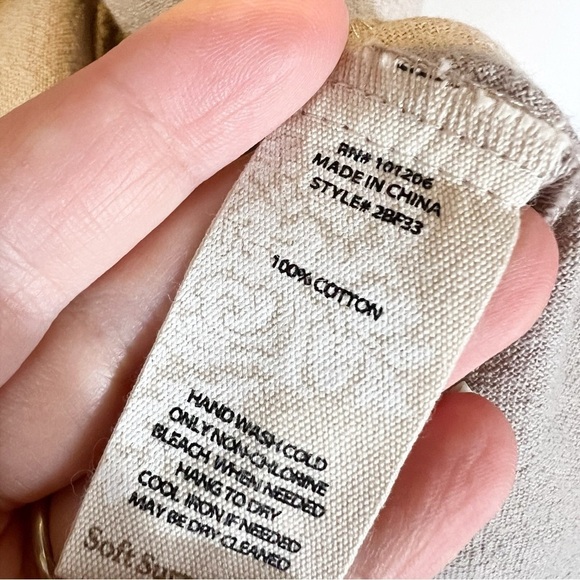 RN# 101206
MADE IN CHINA
STYLE# 2BF33
100% COTTON
HAND WASH COLD
ONLY NON-CHLORINE
BLEACH WHEN NEEDED
HANG TO DRY
COOL IRON IF NEEDED
MAY BE DRY CLEANED
Soft